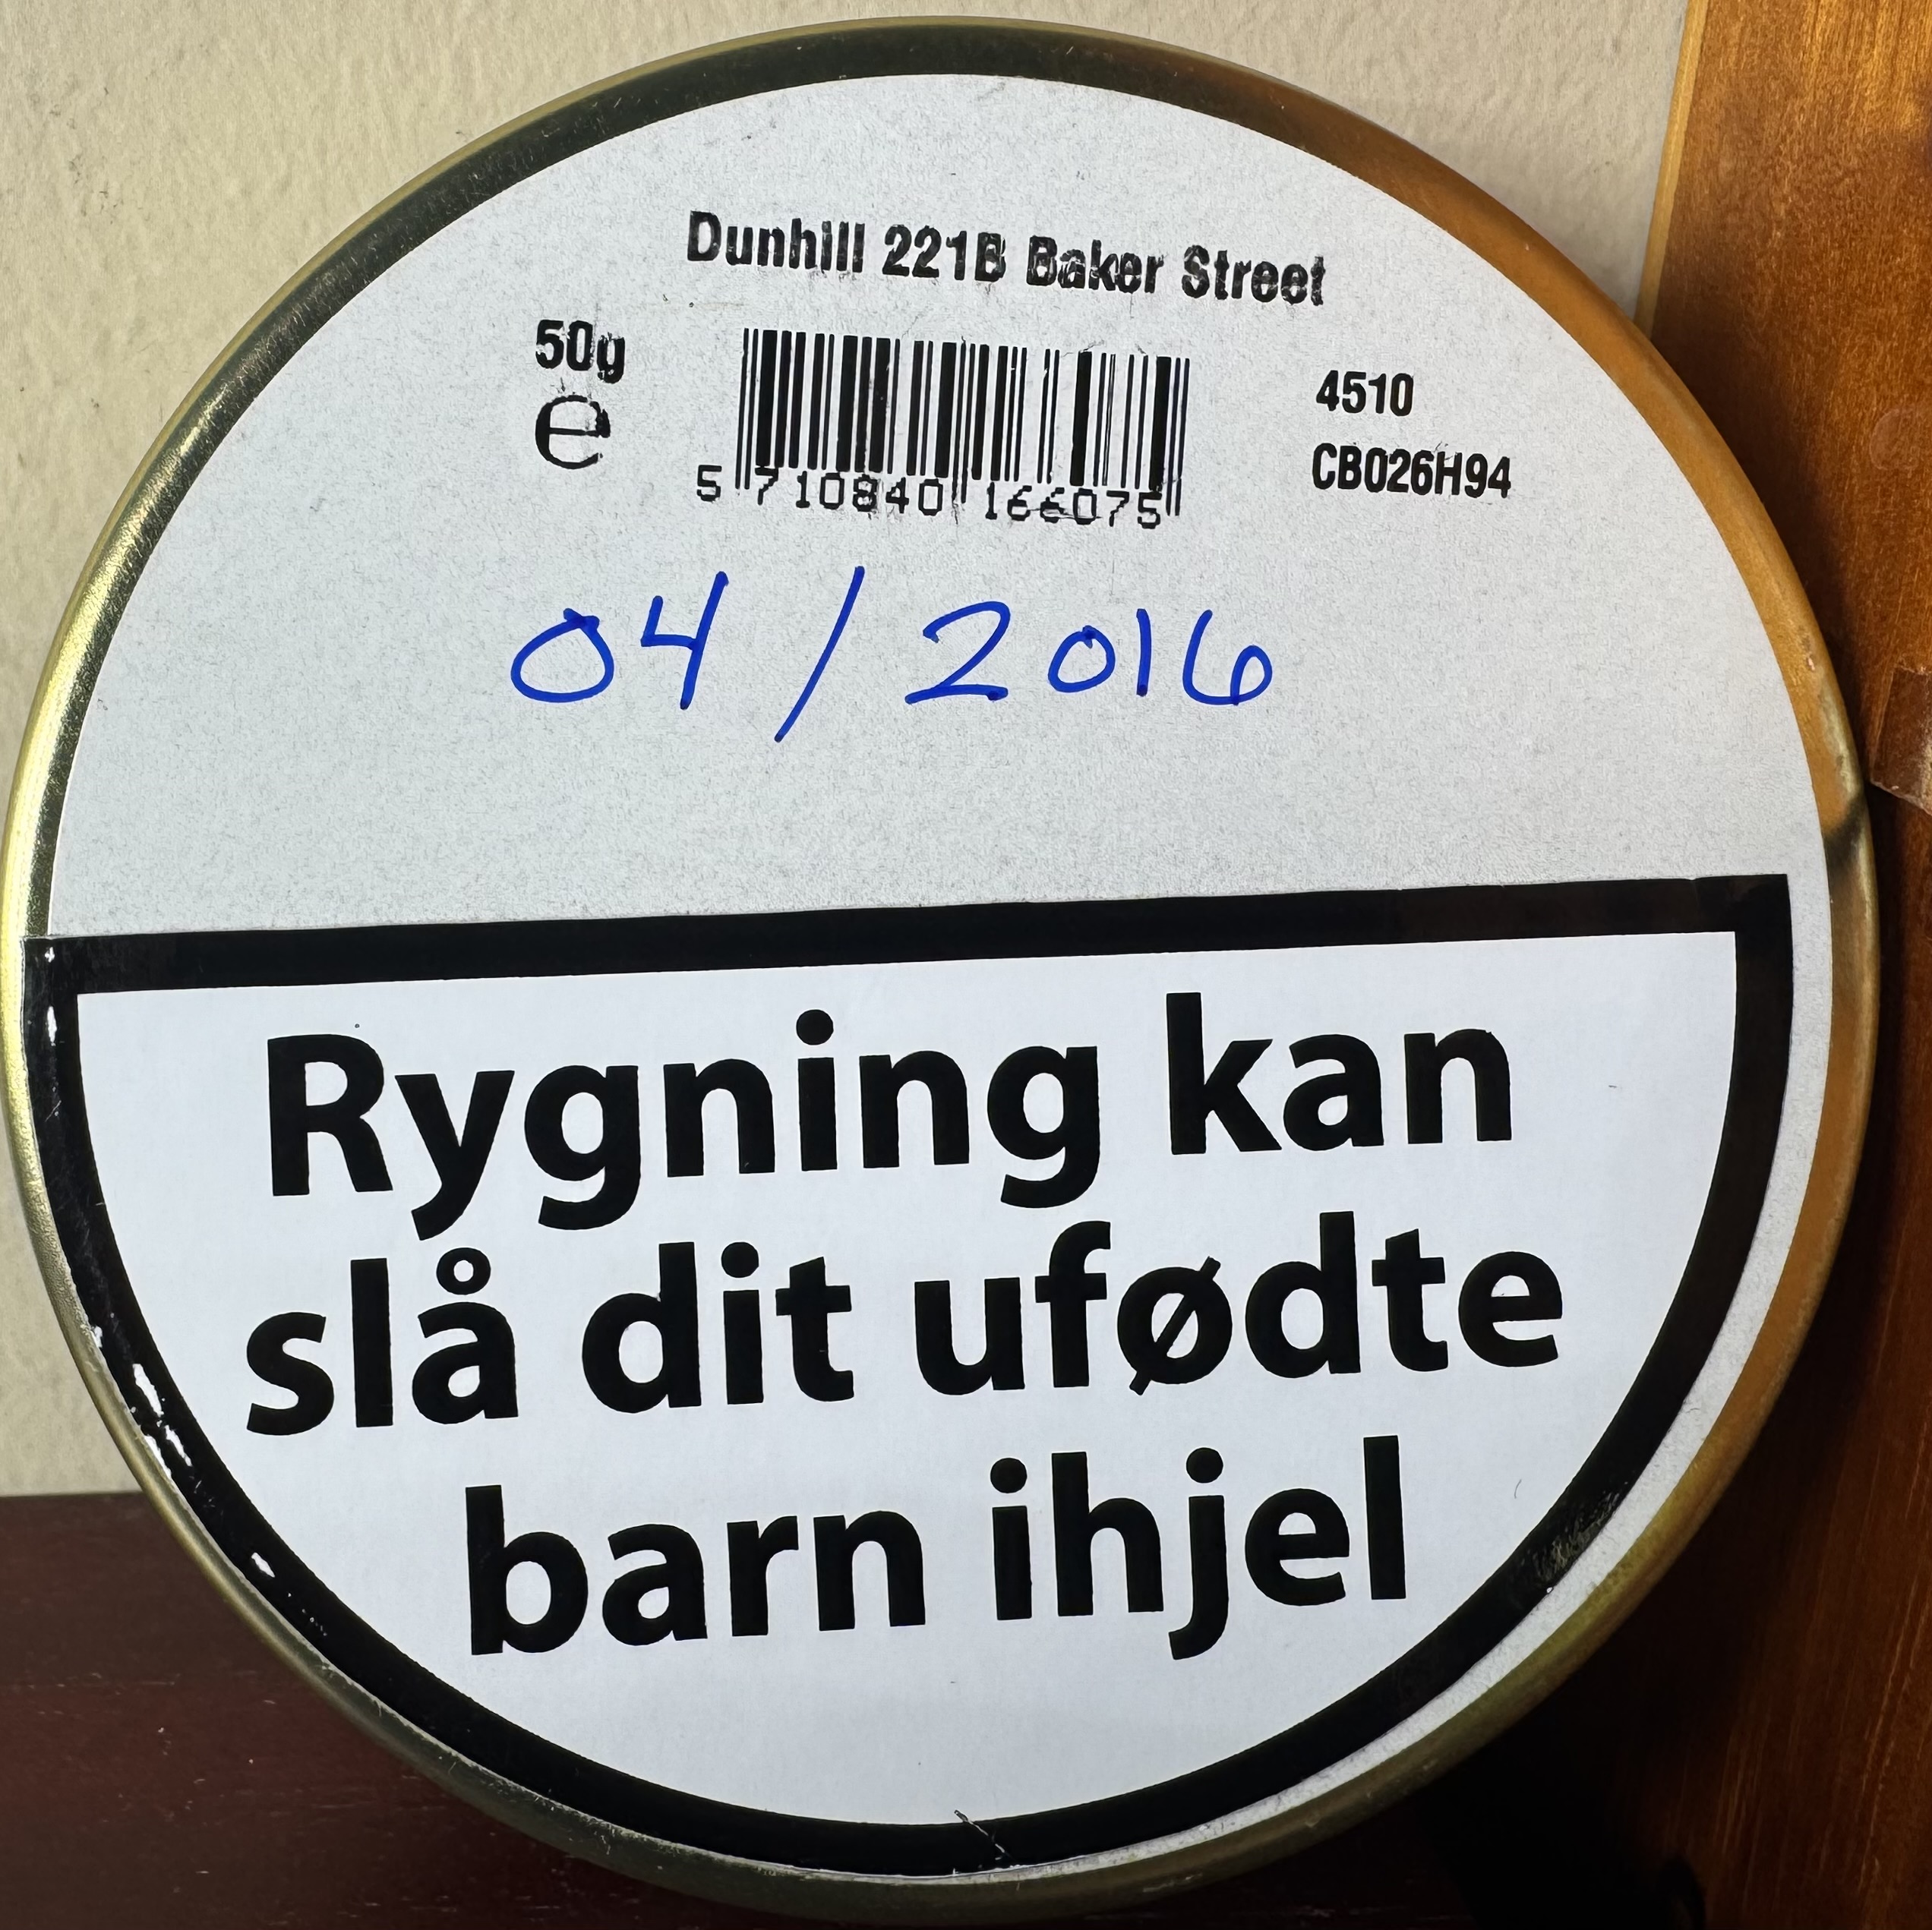 Dunhill 221B Baker Street
50g
e
5 710840 166075
4510
CB026H94
04/2016
Rygning kan
slå dit ufødte
barn ihjel